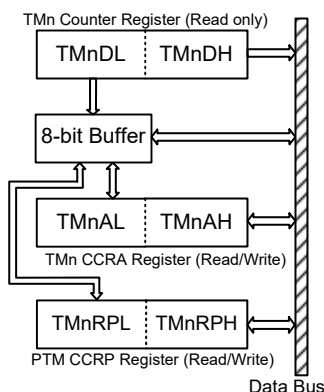 TMn Counter Register (Read only)
TMnDL TMnDH
8-bit Buffer
TMnAL TMnAH
TMn CCRA Register (Read/Write)
TMnRPL TMnRPH
PTM CCRP Register (Read/Write)
Data Bus